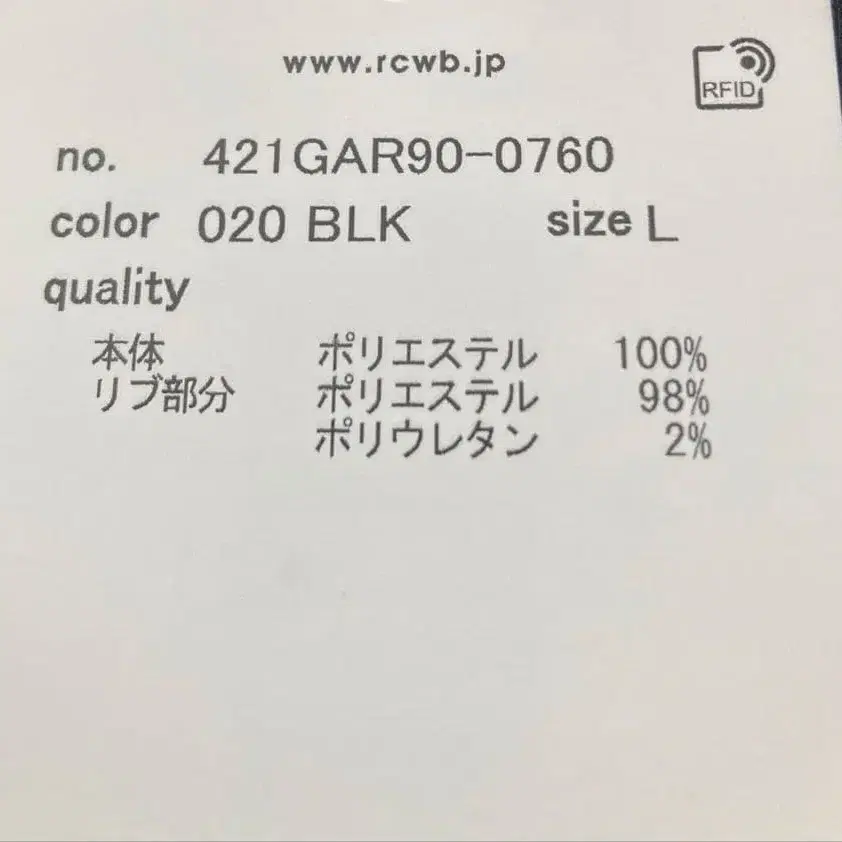 www.rcwb.jp
RFID
no. 421GAR90-0760
color 020 BLK size L
quality
本体 ポリエステル 100%
リブ部分 ポリエステル 98%
ポリウレタン 2%